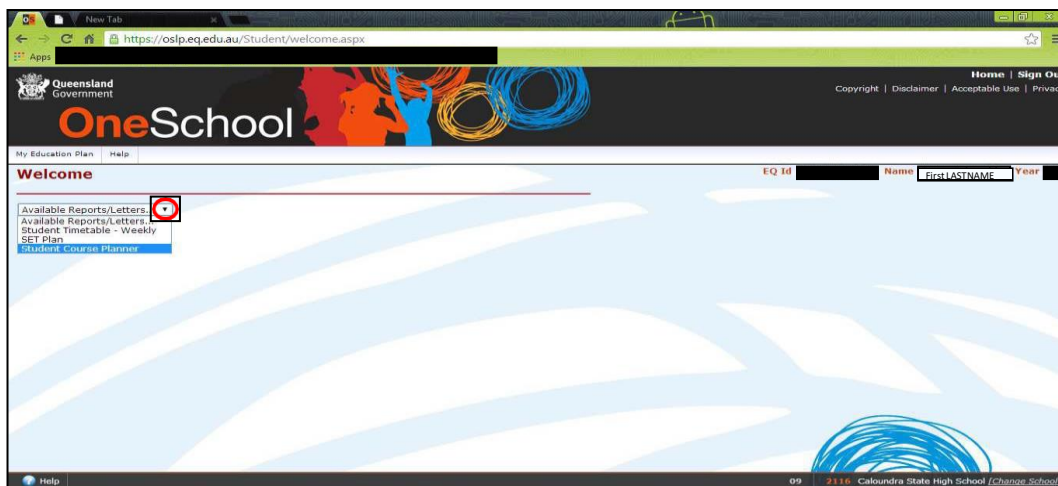 OS
New Tab
https://oslp.eq.edu.au/Student/welcome.aspx
Apps
Queensland
Government
OneSchool
Home | Sign Ou
Copyright | Disclaimer | Acceptable Use | Privac
My Education Plan Help
Welcome
EQ Id Name First LASTNAME Year
Available Reports/Letters...
Available Reports/Letters...
Student Timetable - Weekly
SET Plan
Student Course Planner
Help 09 2116 Caloundra State High School [Change School